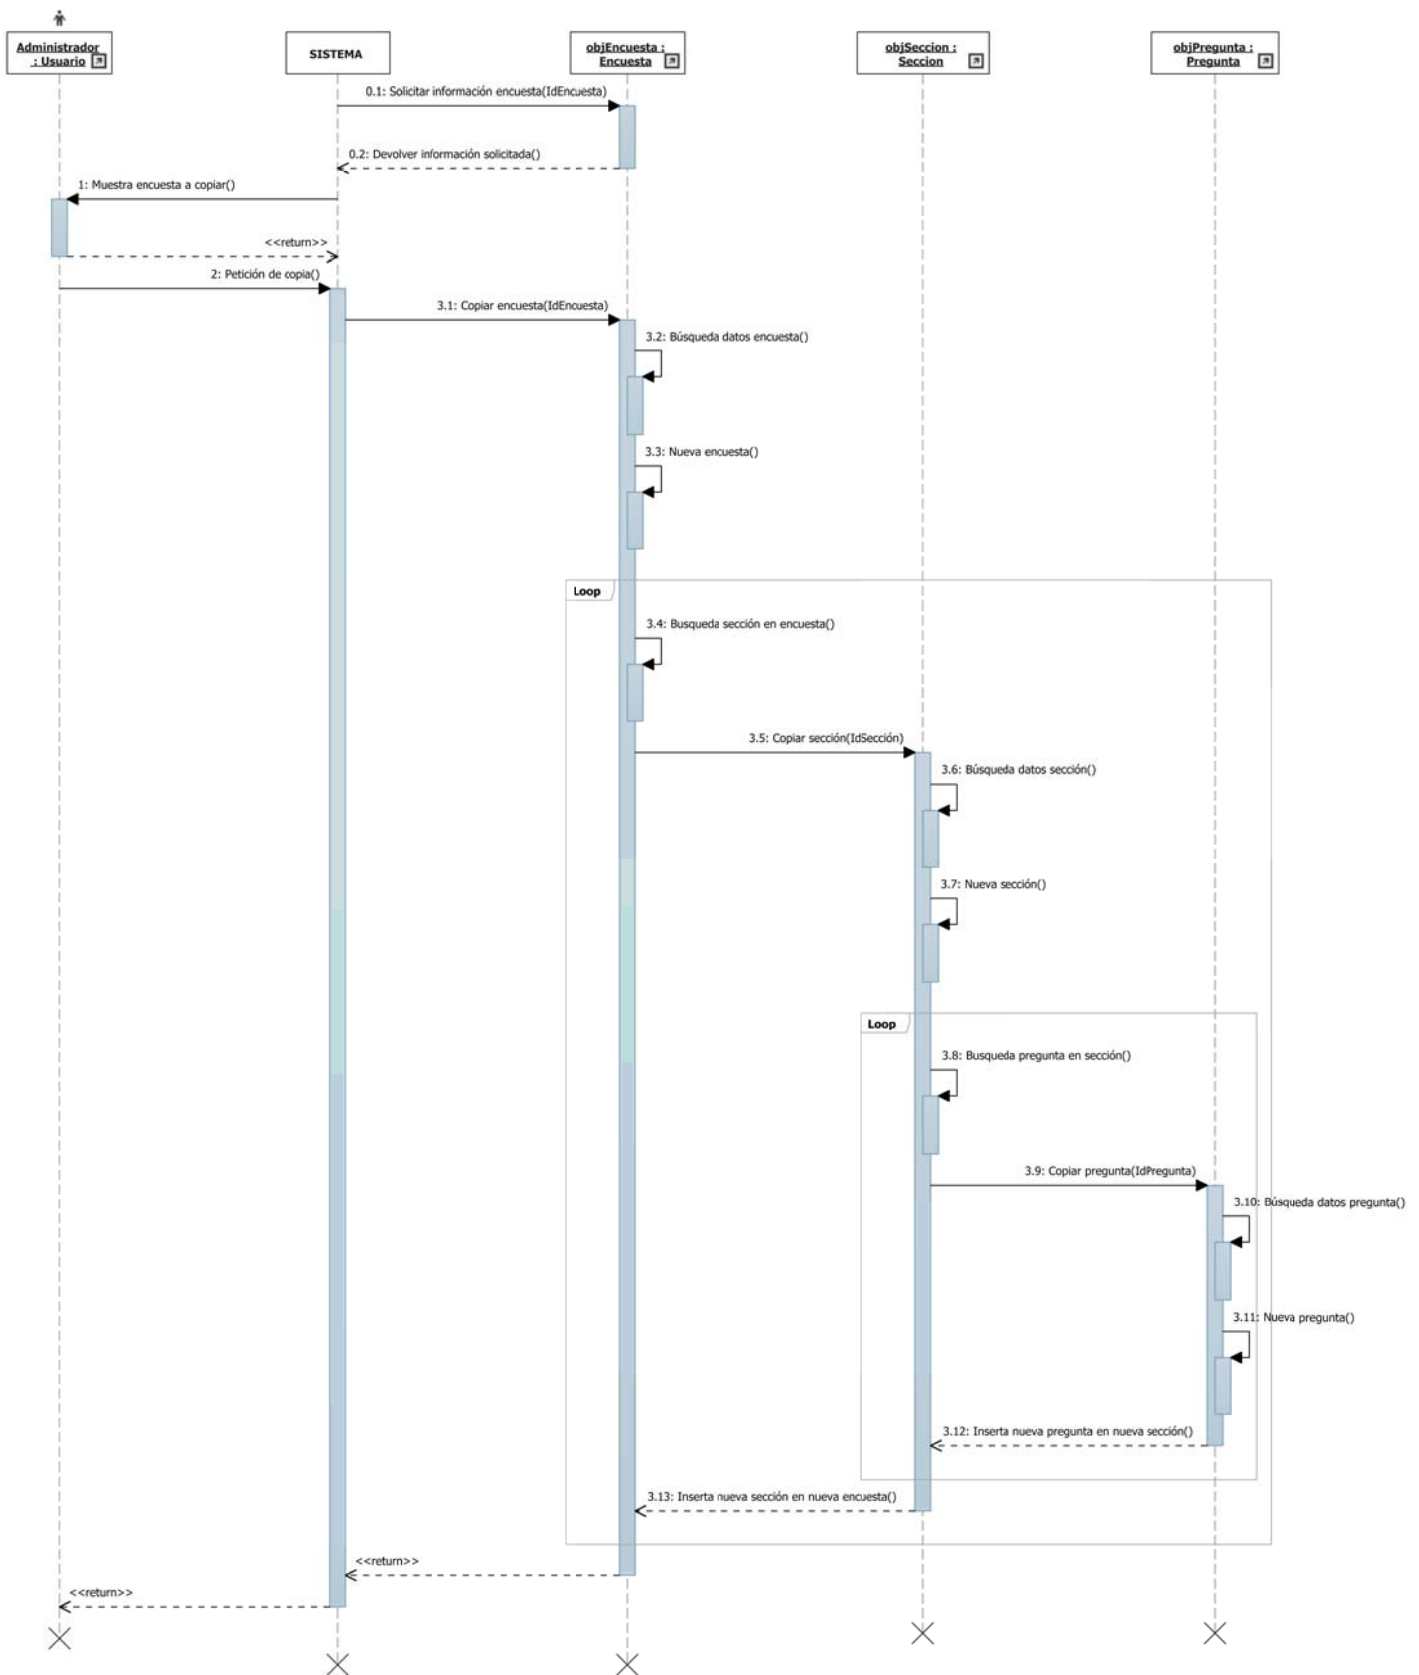 Administrador
: Usuario
SISTEMA
objEncuesta :
Encuesta
objSeccion :
Seccion
objPregunta :
Pregunta
0.1: Solicitar información encuesta(IdEncuesta)
0.2: Devolver información solicitada()
1: Muestra encuesta a copiar()
<<return>>
2: Petición de copia()
3.1: Copiar encuesta(IdEncuesta)
3.2: Búsqueda datos encuesta()
3.3: Nueva encuesta()
Loop
3.4: Busqueda sección en encuesta()
3.5: Copiar sección(IdSección)
3.6: Búsqueda datos sección()
3.7: Nueva sección()
Loop
3.8: Busqueda pregunta en sección()
3.9: Copiar pregunta(IdPregunta)
3.10: Búsqueda datos pregunta()
3.11: Nueva pregunta()
3.12: Inserta nueva pregunta en nueva sección()
3.13: Inserta nueva sección en nueva encuesta()
<<return>>
<<return>>